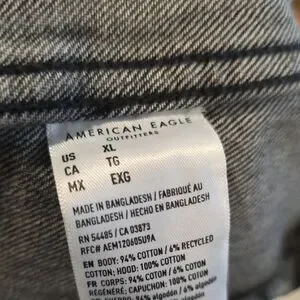 AMERICAN EAGLE
OUTFITTERS
US XL
CA TG
MX EXG
MADE IN BANGLADESH / FABRIQUÉ AU
BANGLADESH / HECHO EN BANGLADESH
RN 54485 / CA 03873
RFC# AEM120605U9A
EN BODY: 94% COTTON / 6% RECYCLED
COTTON; HOOD: 100% COTTON
FR CORPS: 94% COTON / 6% COTON
RÉGÉNÉRÉ; CAPUCHON: 100% COTON